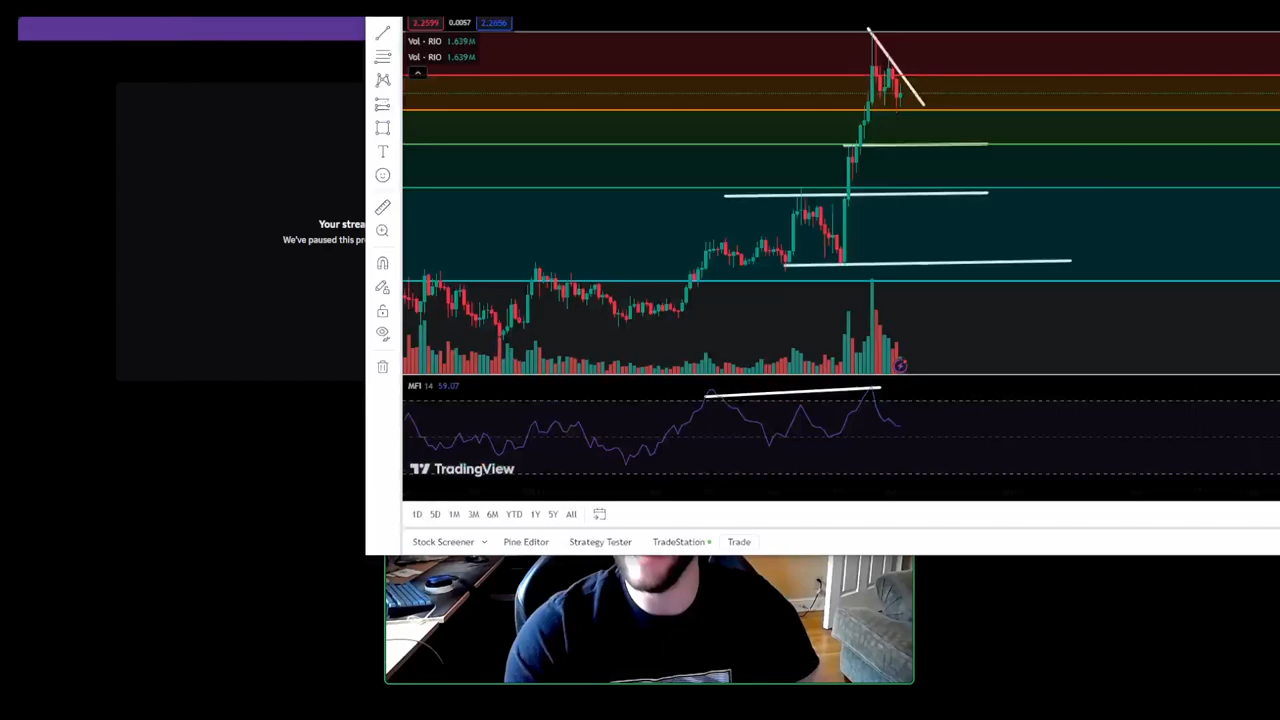 2.2599 0.0057 2.2656
Vol · RIO 1.639M
Vol · RIO 1.639M
Your strea
We've paused this pr
MFI 14 59.07
TradingView
1D 5D 1M 3M 6M YTD 1Y 5Y All
Stock Screener Pine Editor Strategy Tester TradeStation Trade